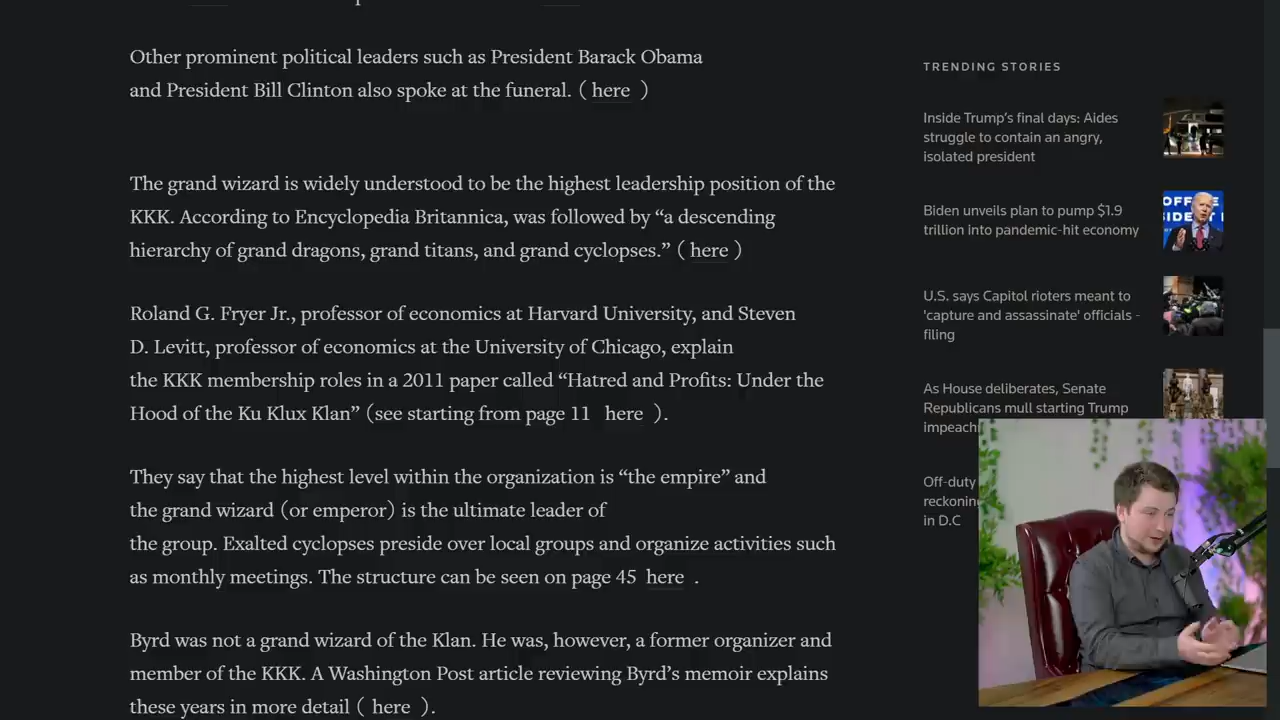 Other prominent political leaders such as President Barack Obama
and President Bill Clinton also spoke at the funeral. ( here )
The grand wizard is widely understood to be the highest leadership position of the
KKK. According to Encyclopedia Britannica, was followed by “a descending
hierarchy of grand dragons, grand titans, and grand cyclopses.” ( here )
Roland G. Fryer Jr., professor of economics at Harvard University, and Steven
D. Levitt, professor of economics at the University of Chicago, explain
the KKK membership roles in a 2011 paper called “Hatred and Profits: Under the
Hood of the Ku Klux Klan” (see starting from page 11 here ).
They say that the highest level within the organization is “the empire” and
the grand wizard (or emperor) is the ultimate leader of
the group. Exalted cyclopses preside over local groups and organize activities such
as monthly meetings. The structure can be seen on page 45 here .
Byrd was not a grand wizard of the Klan. He was, however, a former organizer and
member of the KKK. A Washington Post article reviewing Byrd’s memoir explains
these years in more detail ( here ).
TRENDING STORIES
Inside Trump’s final days: Aides
struggle to contain an angry,
isolated president
Biden unveils plan to pump $1.9
trillion into pandemic-hit economy
U.S. says Capitol rioters meant to
'capture and assassinate' officials -
filing
As House deliberates, Senate
Republicans mull starting Trump
Off-duty
in D.C